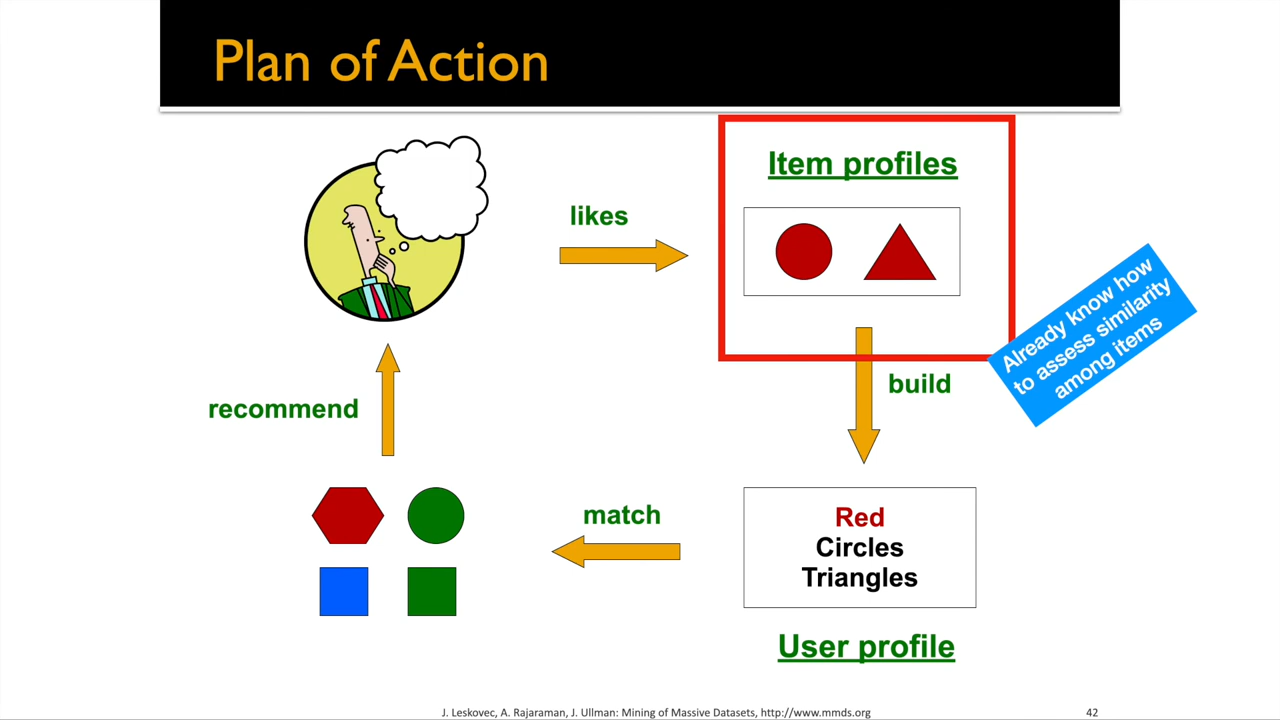 Plan of Action
likes
Item profiles
Already know how
to assess similarity
among items
build
recommend
match
Red
Circles
Triangles
User profile
J. Leskovec, A. Rajaraman, J. Ullman: Mining of Massive Datasets, http://www.mmds.org
42